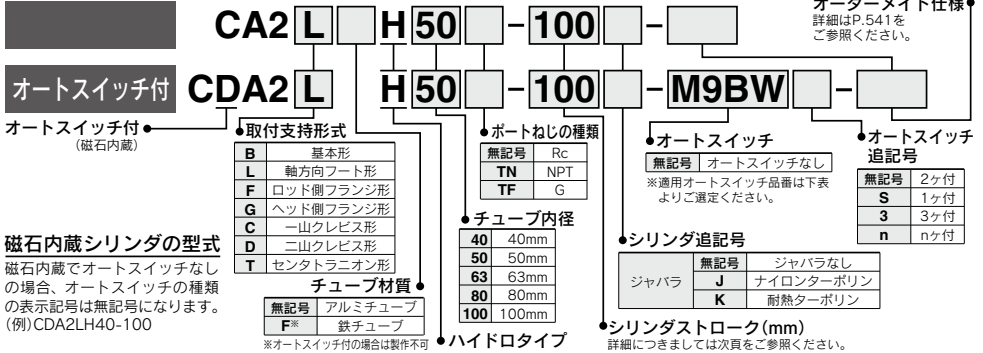 CA2 L H 50 - 100 -
オーダーメイド仕様
詳細はP.541を
ご参照ください。
オートスイッチ付 CDA2 L H 50 - 100 - M9BW -
オートスイッチ付
(磁石内蔵)
取付支持形式
B 基本形
L 軸方向フート形
F ロッド側フランジ形
G ヘッド側フランジ形
C 一山クレビス形
D 二山クレビス形
T センタトラニオン形
チューブ材質
無記号 アルミチューブ
F※ 鉄チューブ
※オートスイッチ付の場合は製作不可
ハイドロタイプ
ポートねじの種類
無記号 Rc
TN NPT
TF G
チューブ内径
40 40mm
50 50mm
63 63mm
80 80mm
100 100mm
シリンダストローク(mm)
詳細につきましては次頁をご参照ください。
シリンダ追記号
ジャバラ 無記号 ジャバラなし
J ナイロンターポリン
K 耐熱ターポリン
オートスイッチ
無記号 オートスイッチなし
※適用オートスイッチ品番は下表
よりご選定ください。
オートスイッチ
追記号
無記号 2ヶ付
S 1ヶ付
3 3ヶ付
n nヶ付
磁石内蔵シリンダの型式
磁石内蔵でオートスイッチなし
の場合、オートスイッチの種類
の表示記号は無記号になります。
(例)CDA2LH40-100